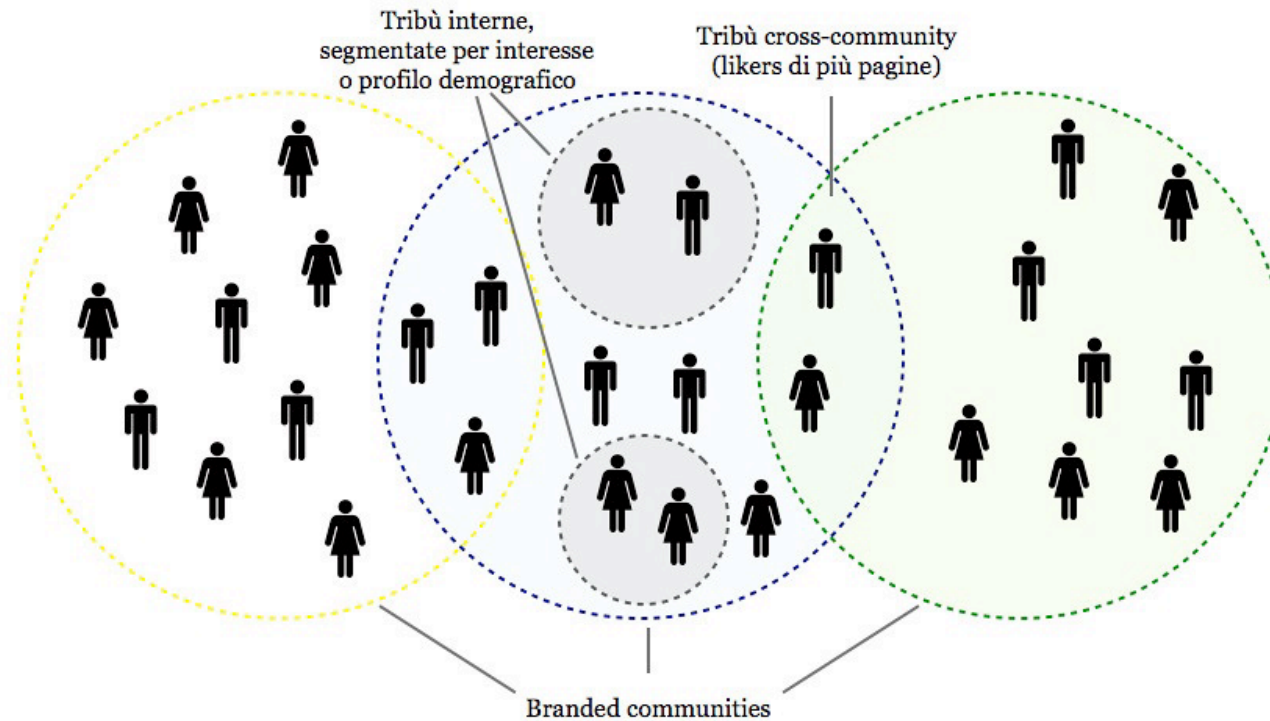 Tribù interne,
segmentate per interesse
o profilo demografico
Tribù cross-community
(likers di più pagine)
Branded communities